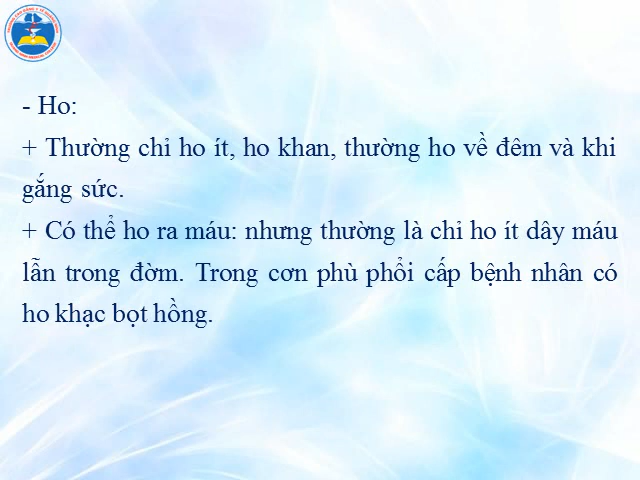 - Ho:
+ Thường chỉ ho ít, ho khan, thường ho về đêm và khi
gắng sức.
+ Có thể ho ra máu: nhưng thường là chỉ ho ít dây máu
lẫn trong đờm. Trong cơn phù phổi cấp bệnh nhân có
ho khạc bọt hồng.